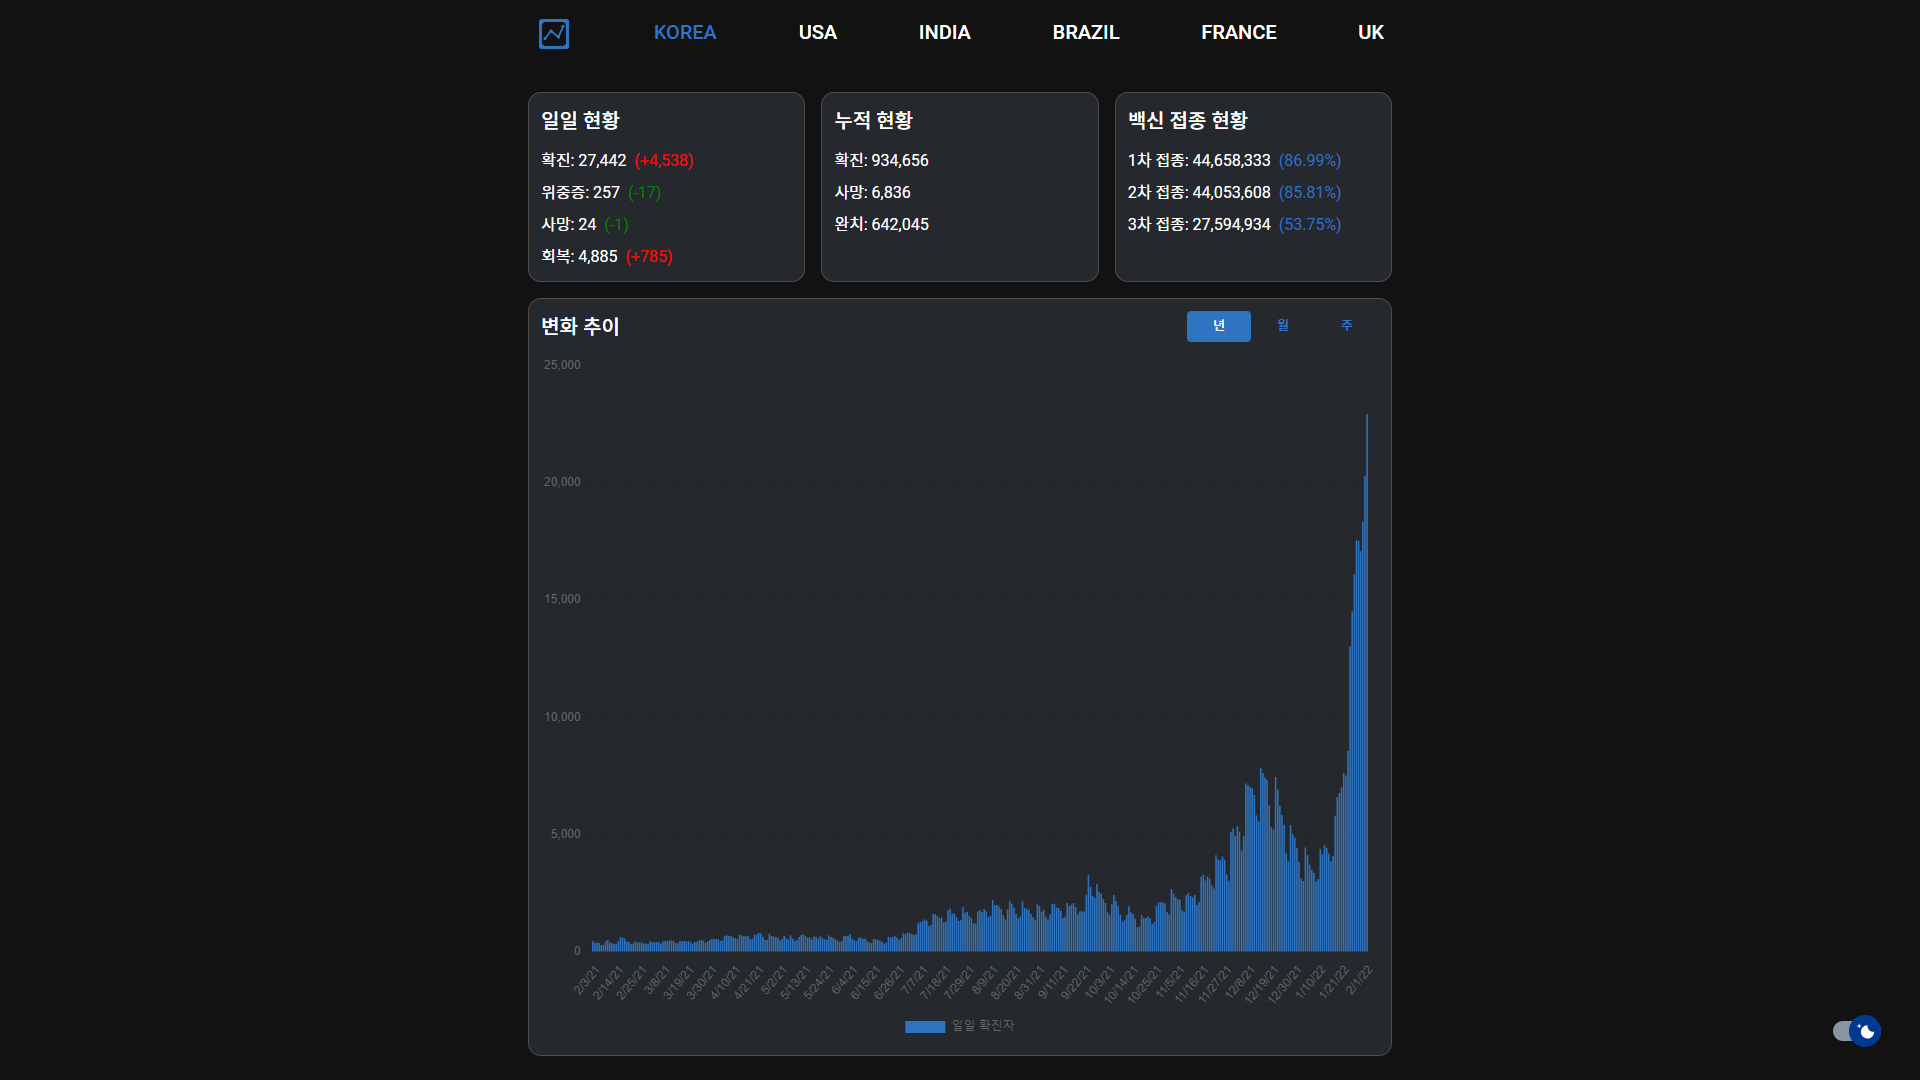 KOREA USA INDIA BRAZIL FRANCE UK
일일 현황
확진: 27,442 (+4,538)
위중증: 257 (-17)
사망: 24 (-1)
회복: 4,885 (+785)
누적 현황
확진: 934,656
사망: 6,836
완치: 642,045
백신 접종 현황
1차 접종: 44,658,333 (86.99%)
2차 접종: 44,053,608 (85.81%)
3차 접종: 27,594,934 (53.75%)
변화 추이
년 월 주
25,000
20,000
15,000
10,000
5,000
0
2/3/21 2/14/21 2/25/21 3/8/21 3/19/21 3/30/21 4/10/21 4/21/21 5/2/21 5/13/21 5/24/21 6/4/21 6/15/21 6/26/21 7/7/21 7/18/21 7/29/21 8/9/21 8/20/21 8/31/21 9/11/21 9/22/21 10/3/21 10/14/21 10/25/21 11/5/21 11/16/21 11/27/21 12/8/21 12/19/21 12/30/21 1/10/22 1/21/22 2/1/22
일일 확진자